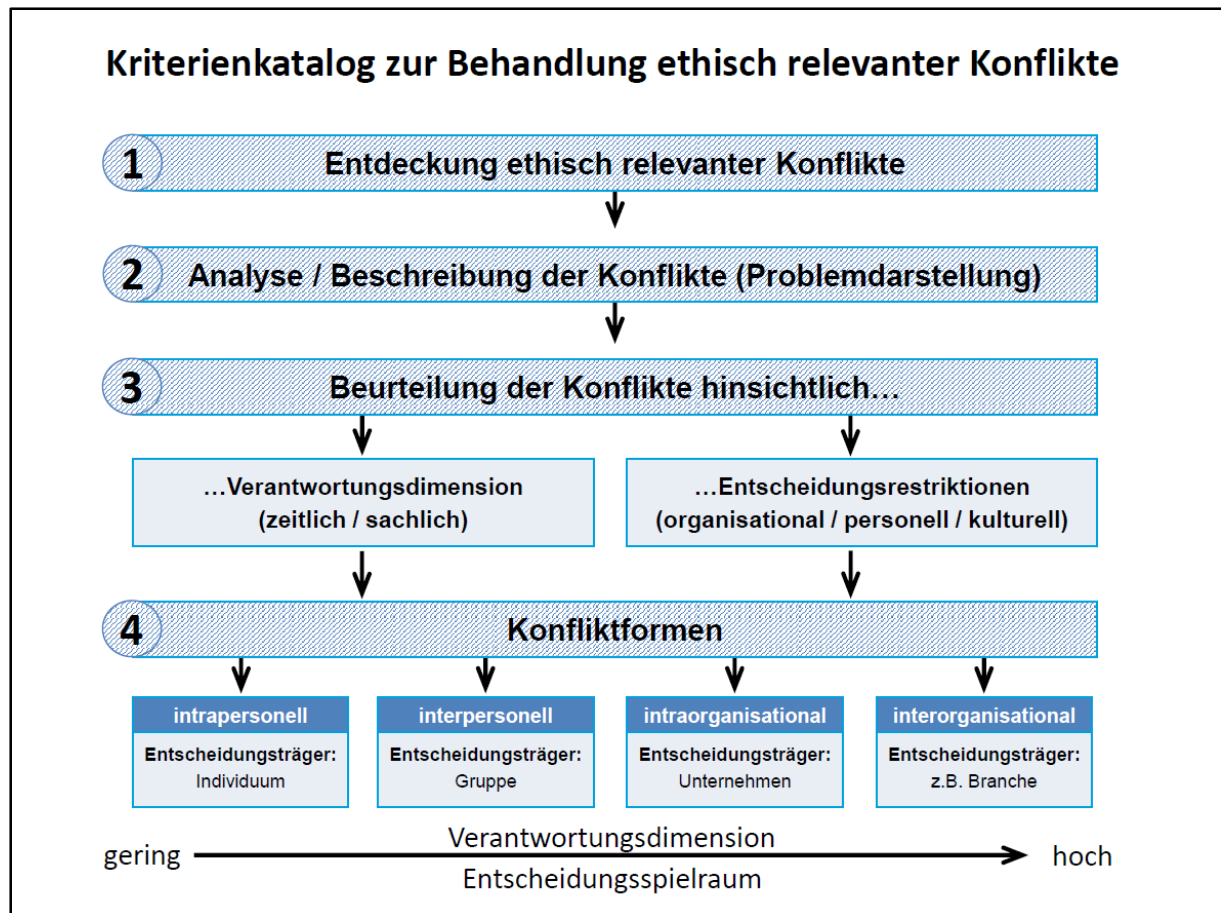 Kriterienkatalog zur Behandlung ethisch relevanter Konflikte
1
Entdeckung ethisch relevanter Konflikte
2
Analyse / Beschreibung der Konflikte (Problemdarstellung)
3
Beurteilung der Konflikte hinsichtlich…
…Verantwortungsdimension
(zeitlich / sachlich)
…Entscheidungsrestriktionen
(organisational / personell / kulturell)
4
Konfliktformen
intrapersonell
Entscheidungsträger:
Individuum
interpersonell
Entscheidungsträger:
Gruppe
intraorganisational
Entscheidungsträger:
Unternehmen
interorganisational
Entscheidungsträger:
z.B. Branche
gering
Verantwortungsdimension
Entscheidungsspielraum
hoch